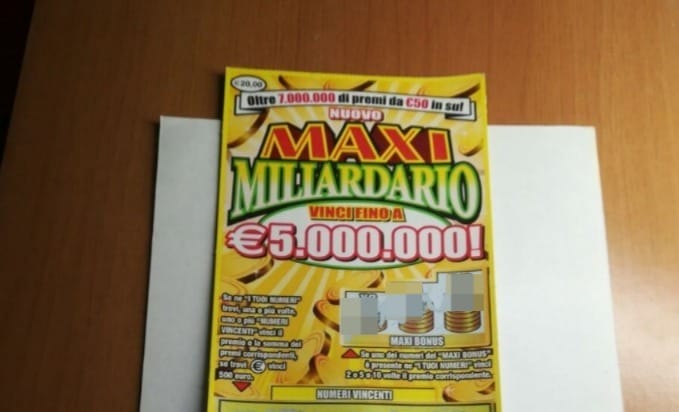 €20,00
Oltre 7.000.000 di premi da €50 in su!
NUOVO
MAXI
MILIARDARIO
VINCI FINO A
€5.000.000!
Se ne "I TUOI NUMERI"
trovi, una o più volte,
uno o più "NUMERI
VINCENTI" vinci il
premio o la somma dei
premi corrispondenti,
se trovi € vinci
500 euro.
MAXI BONUS
Se uno dei numeri del "MAXI BONUS"
è presente ne "I TUOI NUMERI" vinci
2 o 5 o 10 volte il premio corrispondente.
NUMERI VINCENTI